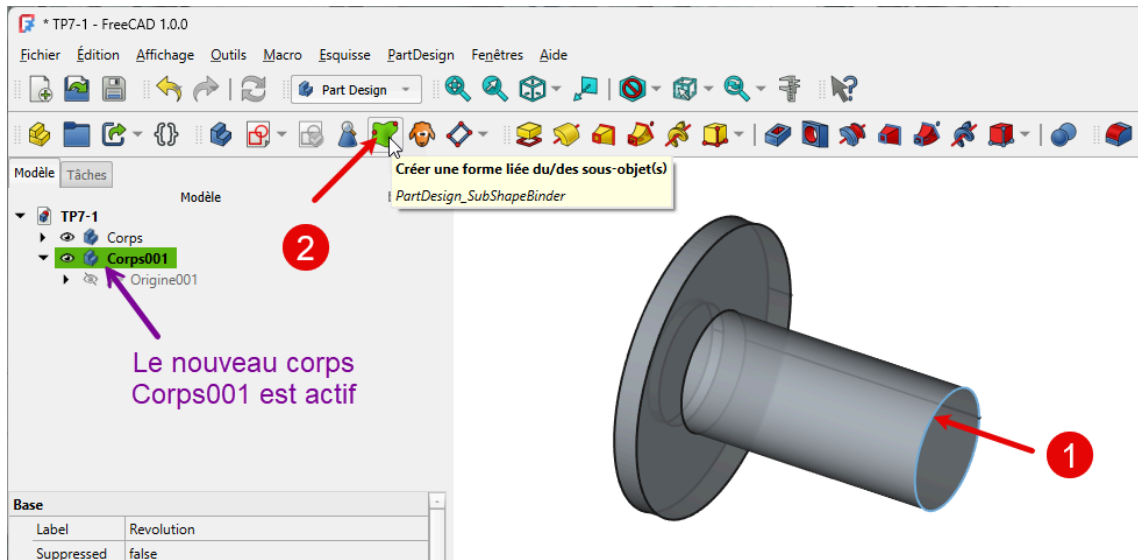 * TP7-1 - FreeCAD 1.0.0
Fichier Édition Affichage Outils Macro Esquisse PartDesign Fenêtres Aide
Part Design
Modèle Tâches
Créer une forme liée du/des sous-objet(s)
Modèle
PartDesign_SubShapeBinder
TP7-1
Corps
2
Corps001
Origine001
Le nouveau corps
Corps001 est actif
1
Base
Label Revolution
Suppressed false